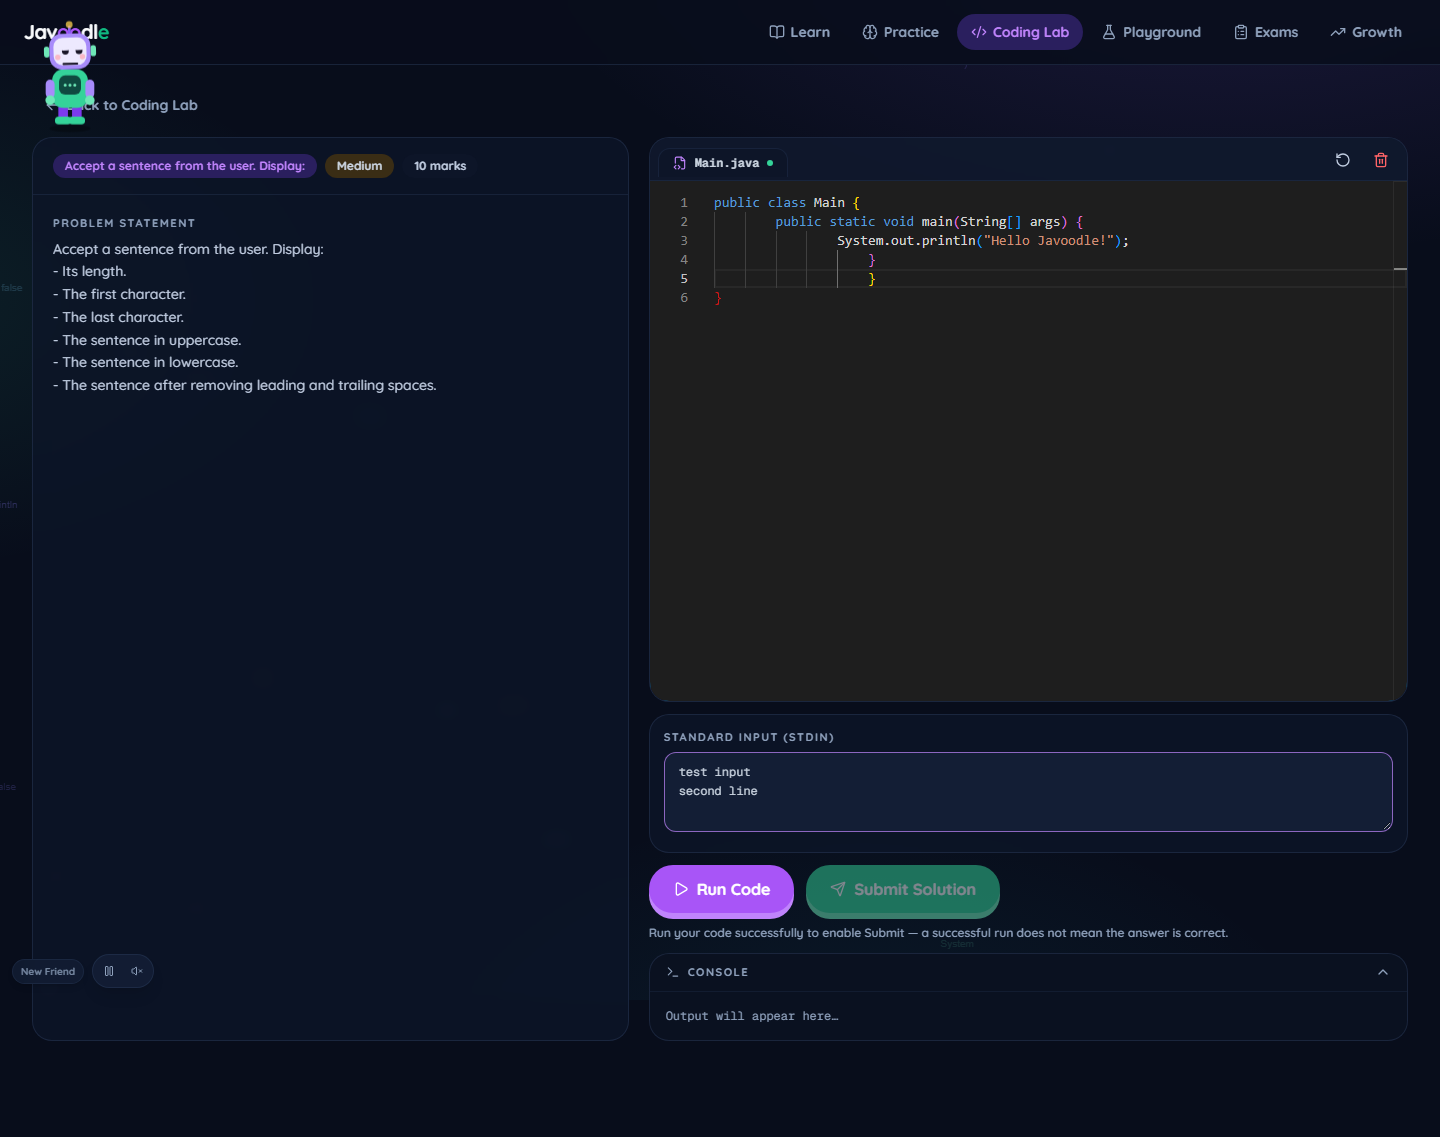 Javoodle
Learn
Practice
Coding Lab
Playground
Exams
Growth
ck to Coding Lab
Accept a sentence from the user. Display:
Medium
10 marks
PROBLEM STATEMENT
Accept a sentence from the user. Display:
- Its length.
- The first character.
- The last character.
- The sentence in uppercase.
- The sentence in lowercase.
- The sentence after removing leading and trailing spaces.
false
New Friend
Main.java
1 public class Main {
2 public static void main(String[] args) {
3 System.out.println("Hello Javoodle!");
4 }
5 }
6 }
STANDARD INPUT (STDIN)
test input
second line
Run Code
Submit Solution
Run your code successfully to enable Submit — a successful run does not mean the answer is correct.
System
CONSOLE
Output will appear here…